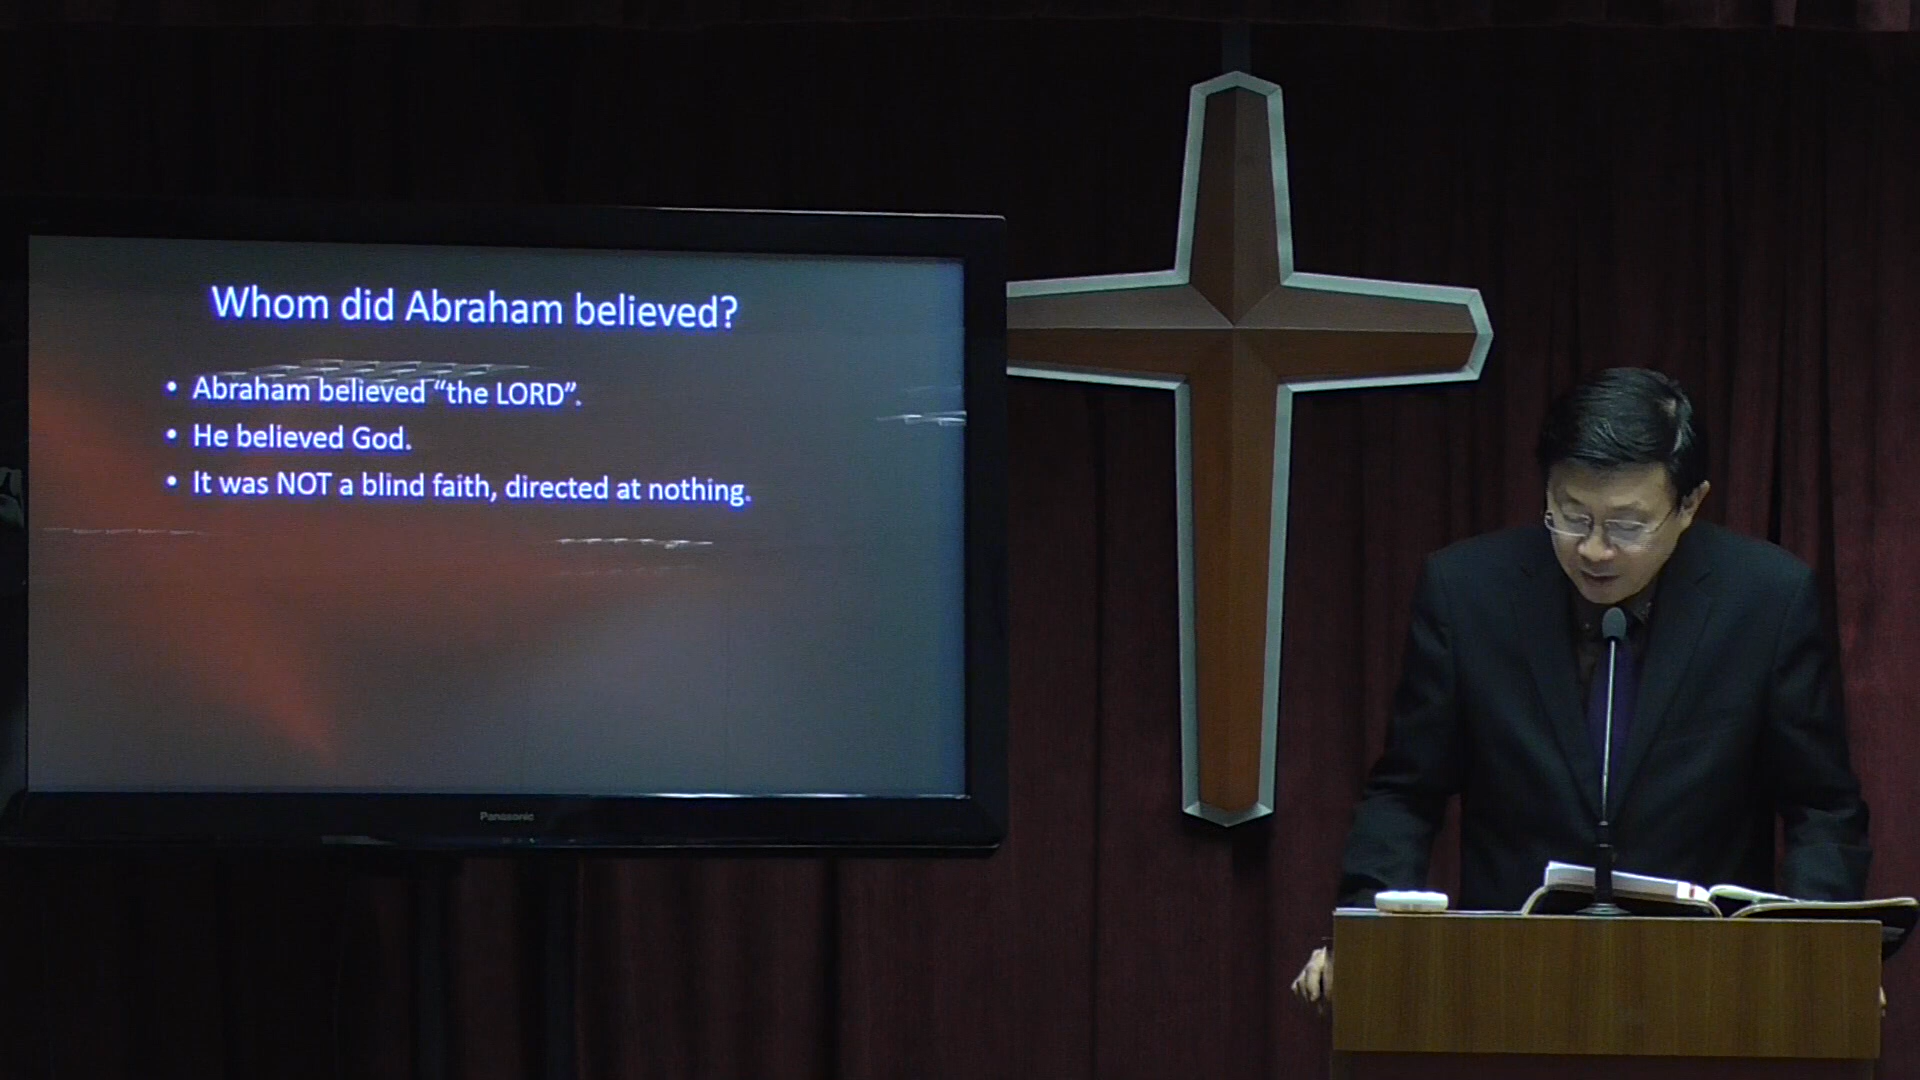 Whom did Abraham believed?
• Abraham believed “the LORD”.
• He believed God.
• It was NOT a blind faith, directed at nothing.
Panasonic